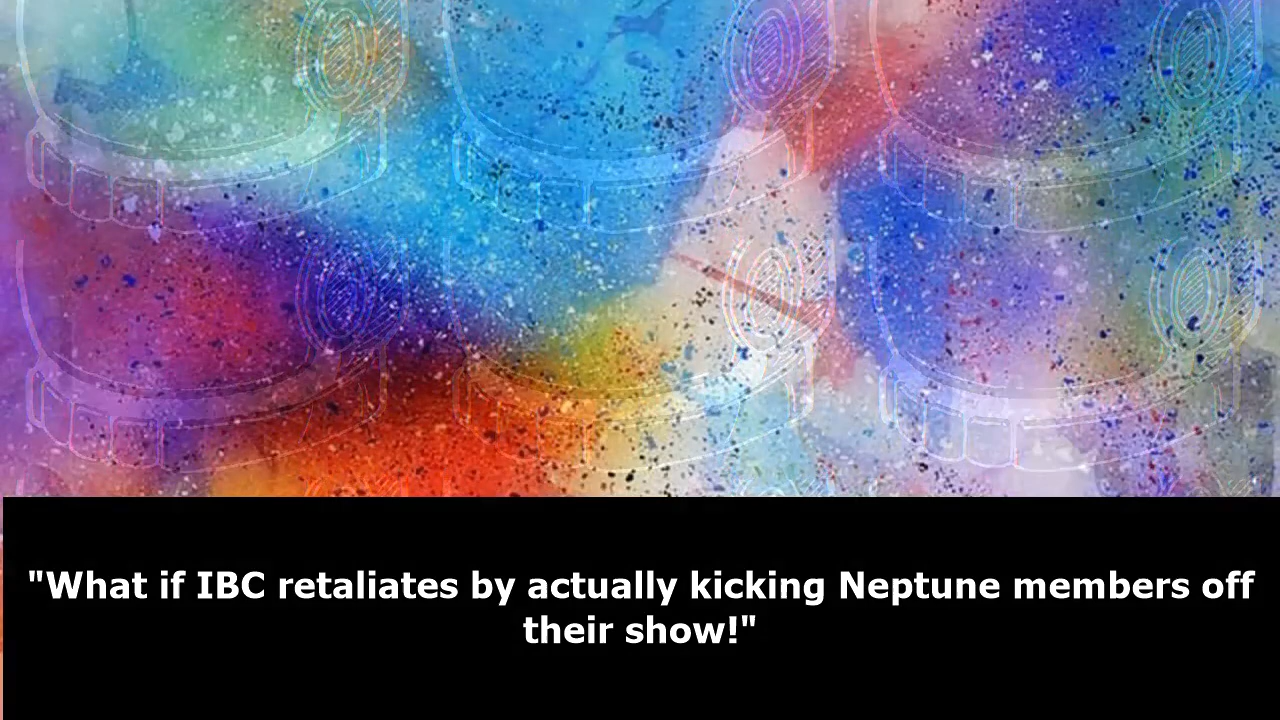 "What if IBC retaliates by actually kicking Neptune members off
their show!"